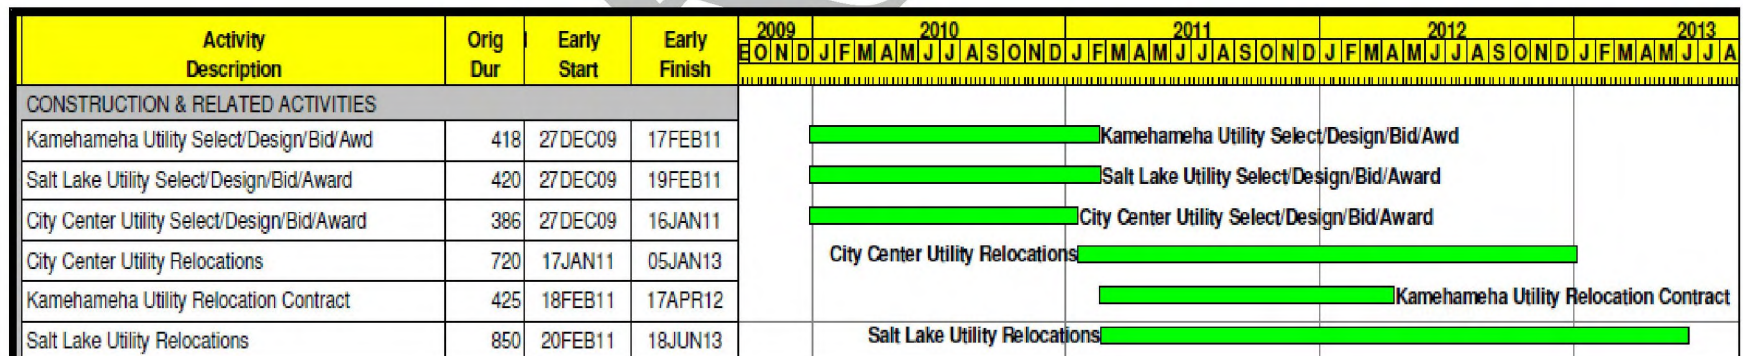 Activity Description Orig Dur Early Start Early Finish
2009 2010 2011 2012 2013
E O N D J F M A M J J A S O N D J F M A M J J A S O N D J F M A M J J A S O N D J F M A M J J A
CONSTRUCTION & RELATED ACTIVITIES
Kamehameha Utility Select/Design/Bid/Awd 418 27DEC09 17FEB11 Kamehameha Utility Select/Design/Bid/Awd
Salt Lake Utility Select/Design/Bid/Award 420 27DEC09 19FEB11 Salt Lake Utility Select/Design/Bid/Award
City Center Utility Select/Design/Bid/Award 386 27DEC09 16JAN11 City Center Utility Select/Design/Bid/Award
City Center Utility Relocations 720 17JAN11 05JAN13 City Center Utility Relocations
Kamehameha Utility Relocation Contract 425 18FEB11 17APR12 Kamehameha Utility Relocation Contract
Salt Lake Utility Relocations 850 20FEB11 18JUN13 Salt Lake Utility Relocations